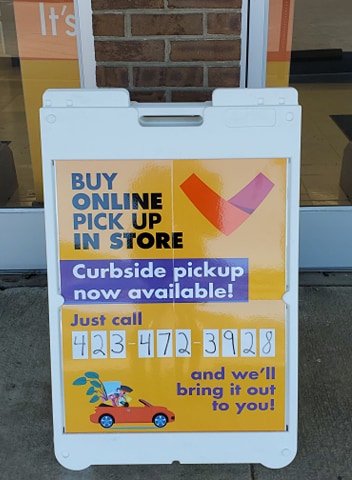 It's
BUY
ONLINE
PICK UP
IN STORE
Curbside pickup
now available!
Just call
423-472-3928
and we'll
bring it out
to you!